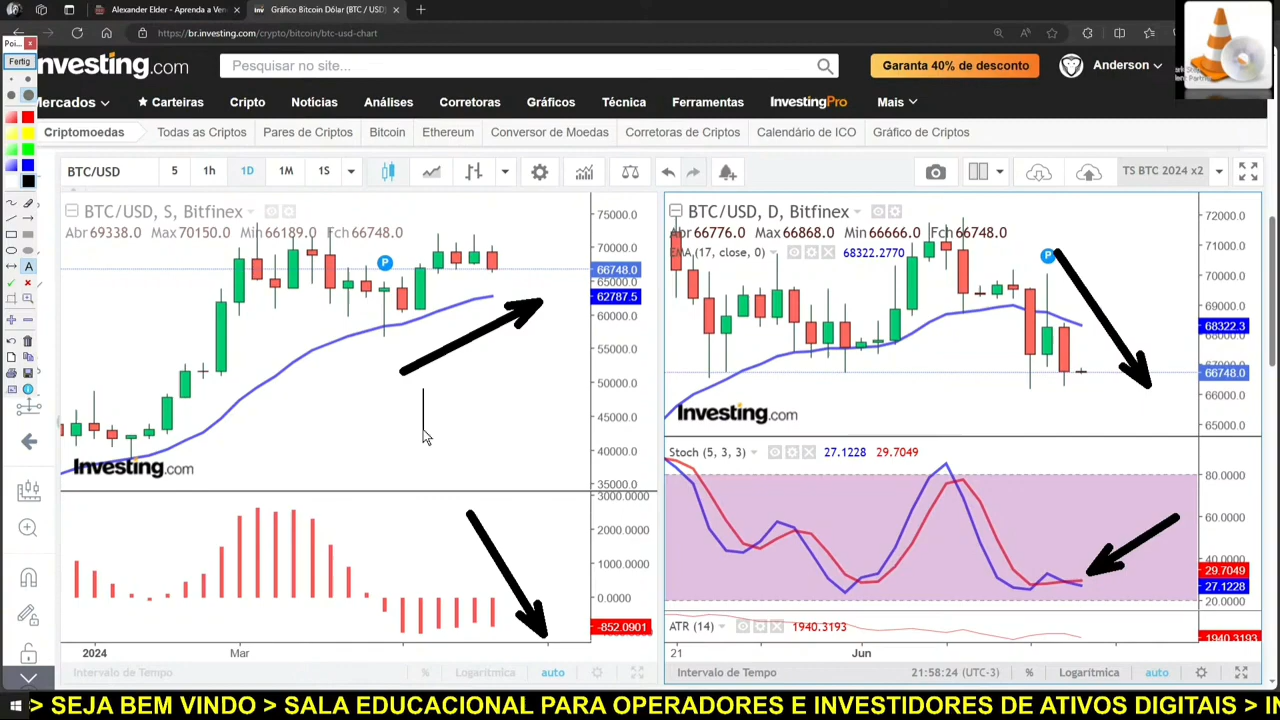 Alexander Elder - Aprenda a Ven
Gráfico Bitcoin Dólar (BTC / USD)
https://br.investing.com/crypto/bitcoin/btc-usd-chart
Fertig
Investing.com
Pesquisar no site...
Garanta 40% de desconto
Anderson
Mercados
Carteiras
Cripto
Notícias
Análises
Corretoras
Gráficos
Técnica
Ferramentas
InvestingPro
Mais
Criptomoedas
Todas as Criptos
Pares de Criptos
Bitcoin
Ethereum
Conversor de Moedas
Corretoras de Criptos
Calendário de ICO
Gráfico de Criptos
BTC/USD
5
1h
1D
1M
1S
TS BTC 2024 x2
BTC/USD, S, Bitfinex
Abr 69338.0 Max 70150.0 Min 66189.0 Fch 66748.0
P
75000.0
70000.0
66748.0
65000.0
62787.5
60000.0
55000.0
50000.0
45000.0
40000.0
35000.0
Investing.com
3000.0000
2000.0000
1000.0000
0.0000
-852.0901
2024
Mar
Intervalo de Tempo
%
Logarítmica
auto
BTC/USD, D, Bitfinex
Abr 66776.0 Max 66868.0 Min 66666.0 Fch 66748.0
EMA (17, close, 0)
68322.2770
P
72000.0
71000.0
70000.0
69000.0
68322.3
66748.0
66000.0
65000.0
Investing.com
Stoch (5, 3, 3)
27.1228
29.7049
80.0000
60.0000
40.0000
29.7049
27.1228
20.0000
ATR (14)
1940.3193
1940.3193
21
Jun
Intervalo de Tempo
21:58:24 (UTC-3)
%
Logarítmica
auto
> SEJA BEM VINDO > SALA EDUCACIONAL PARA OPERADORES E INVESTIDORES DE ATIVOS DIGITAIS >